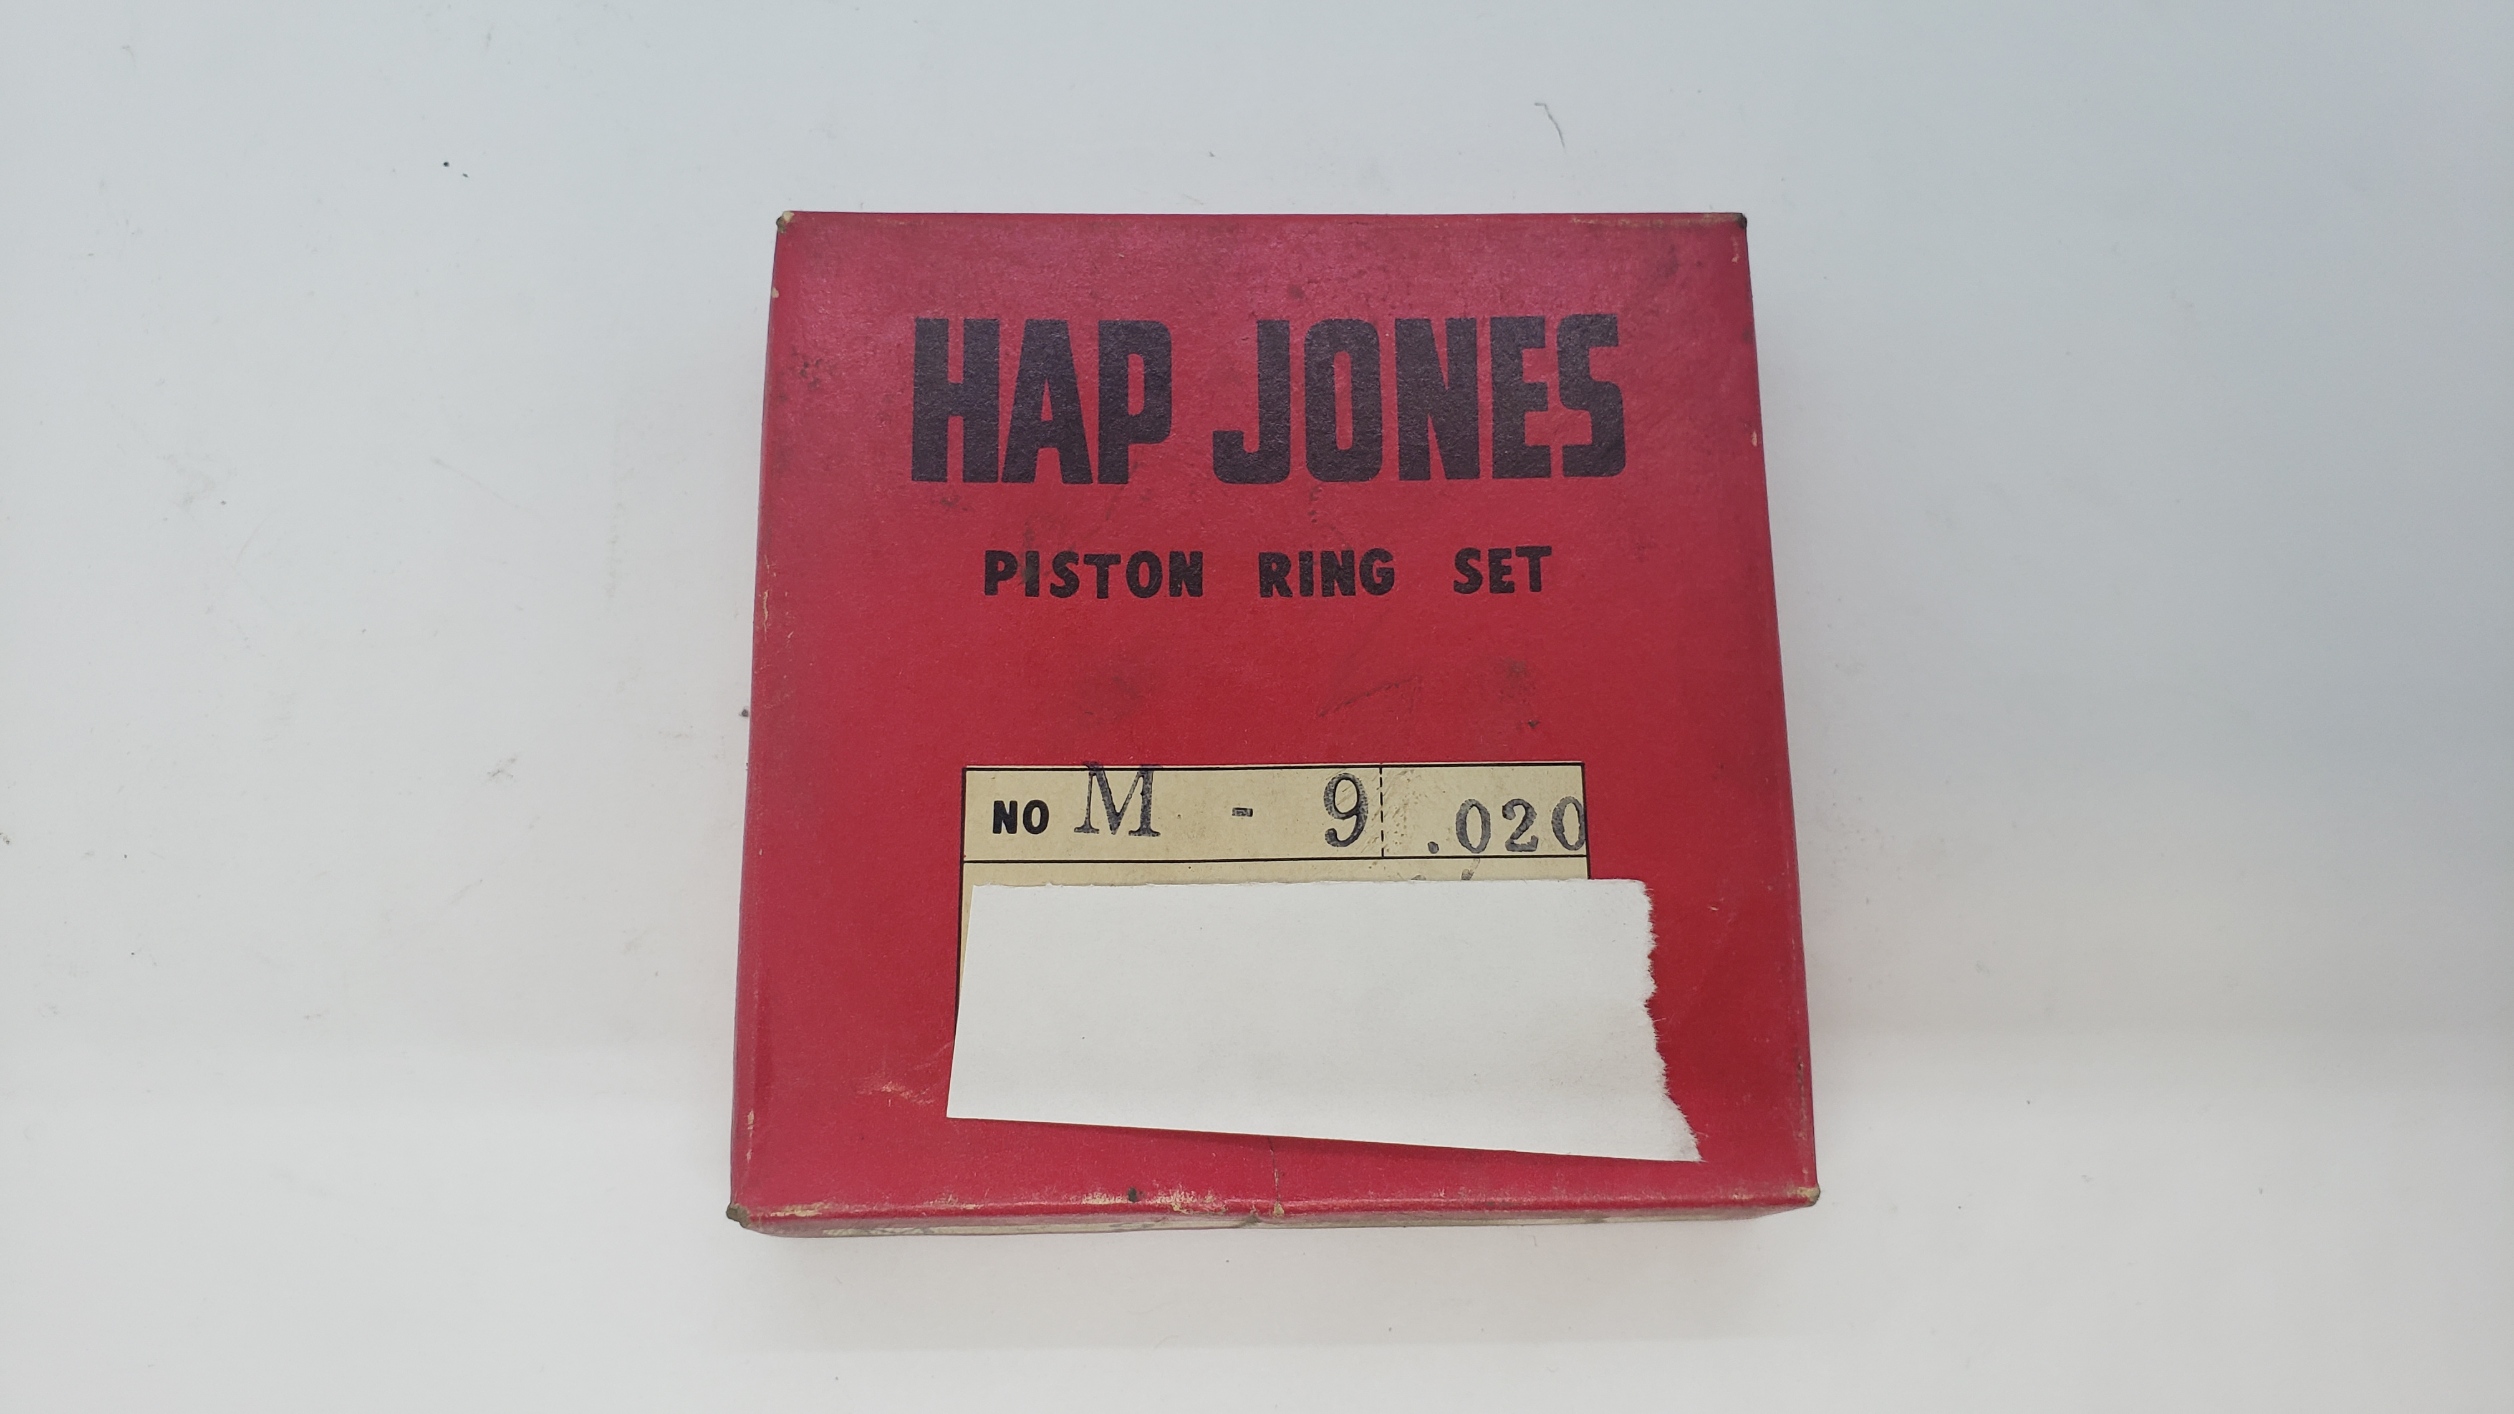 HAP JONES
PISTON RING SET
NO M - 9 .020